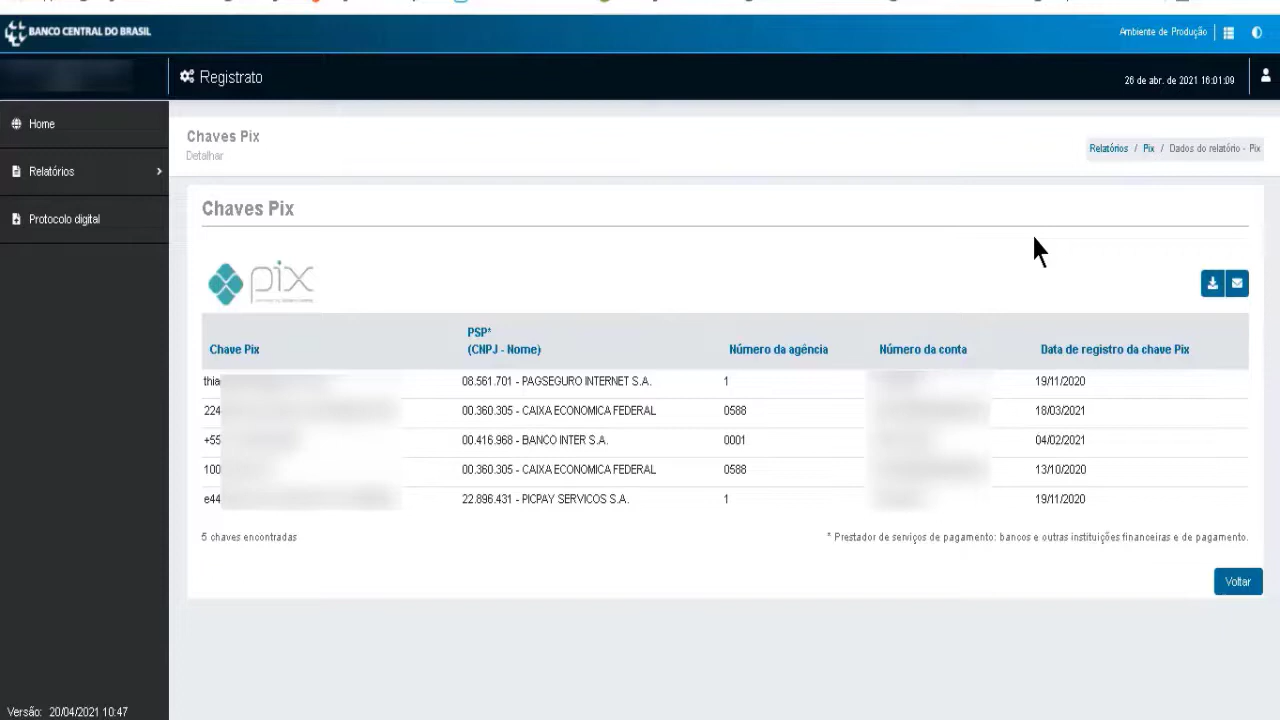 BANCO CENTRAL DO BRASIL
Ambiente de Produção
Registrato
26 de abr. de 2021 16:01:09
Home
Relatórios
Protocolo digital
Chaves Pix
Detalhar
Relatórios / Pix / Dados do relatório - Pix
Chaves Pix
pix
Chave Pix PSP* (CNPJ - Nome) Número da agência Número da conta Data de registro da chave Pix
thia 08.561.701 - PAGSEGURO INTERNET S.A. 1 19/11/2020
224 00.360.305 - CAIXA ECONOMICA FEDERAL 0588 18/03/2021
+55 00.416.968 - BANCO INTER S.A. 0001 04/02/2021
100 00.360.305 - CAIXA ECONOMICA FEDERAL 0588 13/10/2020
e44 22.896.431 - PICPAY SERVICOS S.A. 1 19/11/2020
5 chaves encontradas
* Prestador de serviços de pagamento: bancos e outras instituições financeiras e de pagamento.
Voltar
Versão: 20/04/2021 10:47